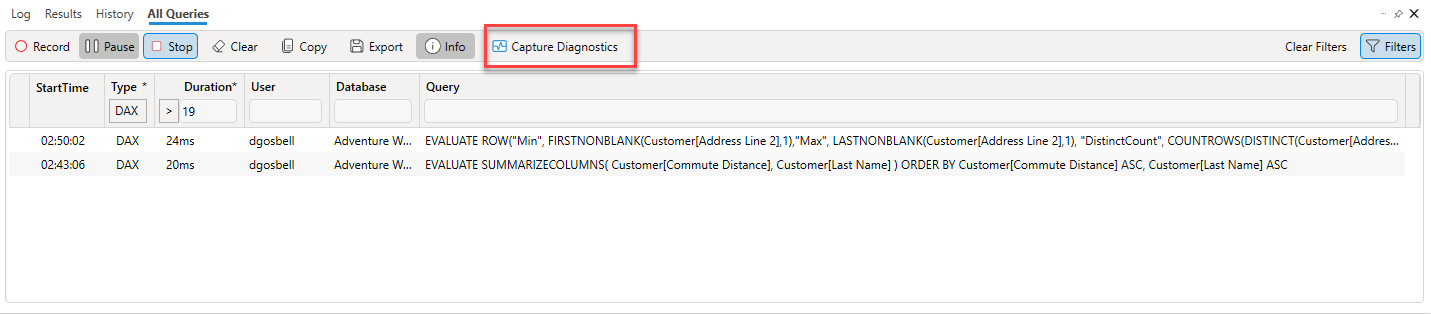 Log Results History All Queries
Record Pause Stop Clear Copy Export Info Capture Diagnostics Clear Filters Filters
StartTime Type * Duration* User Database Query
DAX > 19
02:50:02 DAX 24ms dgosbell Adventure W... EVALUATE ROW("Min", FIRSTNONBLANK(Customer[Address Line 2],1),"Max", LASTNONBLANK(Customer[Address Line 2],1), "DistinctCount", COUNTROWS(DISTINCT(Customer[Addres...
02:43:06 DAX 20ms dgosbell Adventure W... EVALUATE SUMMARIZECOLUMNS( Customer[Commute Distance], Customer[Last Name] ) ORDER BY Customer[Commute Distance] ASC, Customer[Last Name] ASC